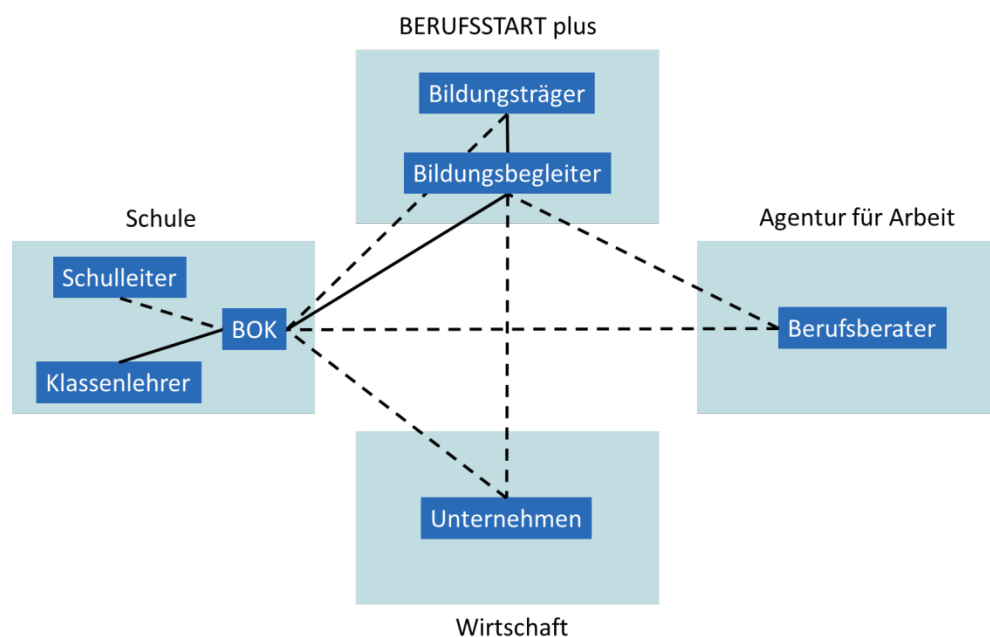 BERUFSSTART plus
Bildungsträger
Bildungsbegleiter
Schule
Schulleiter
BOK
Klassenlehrer
Agentur für Arbeit
Berufsberater
Unternehmen
Wirtschaft